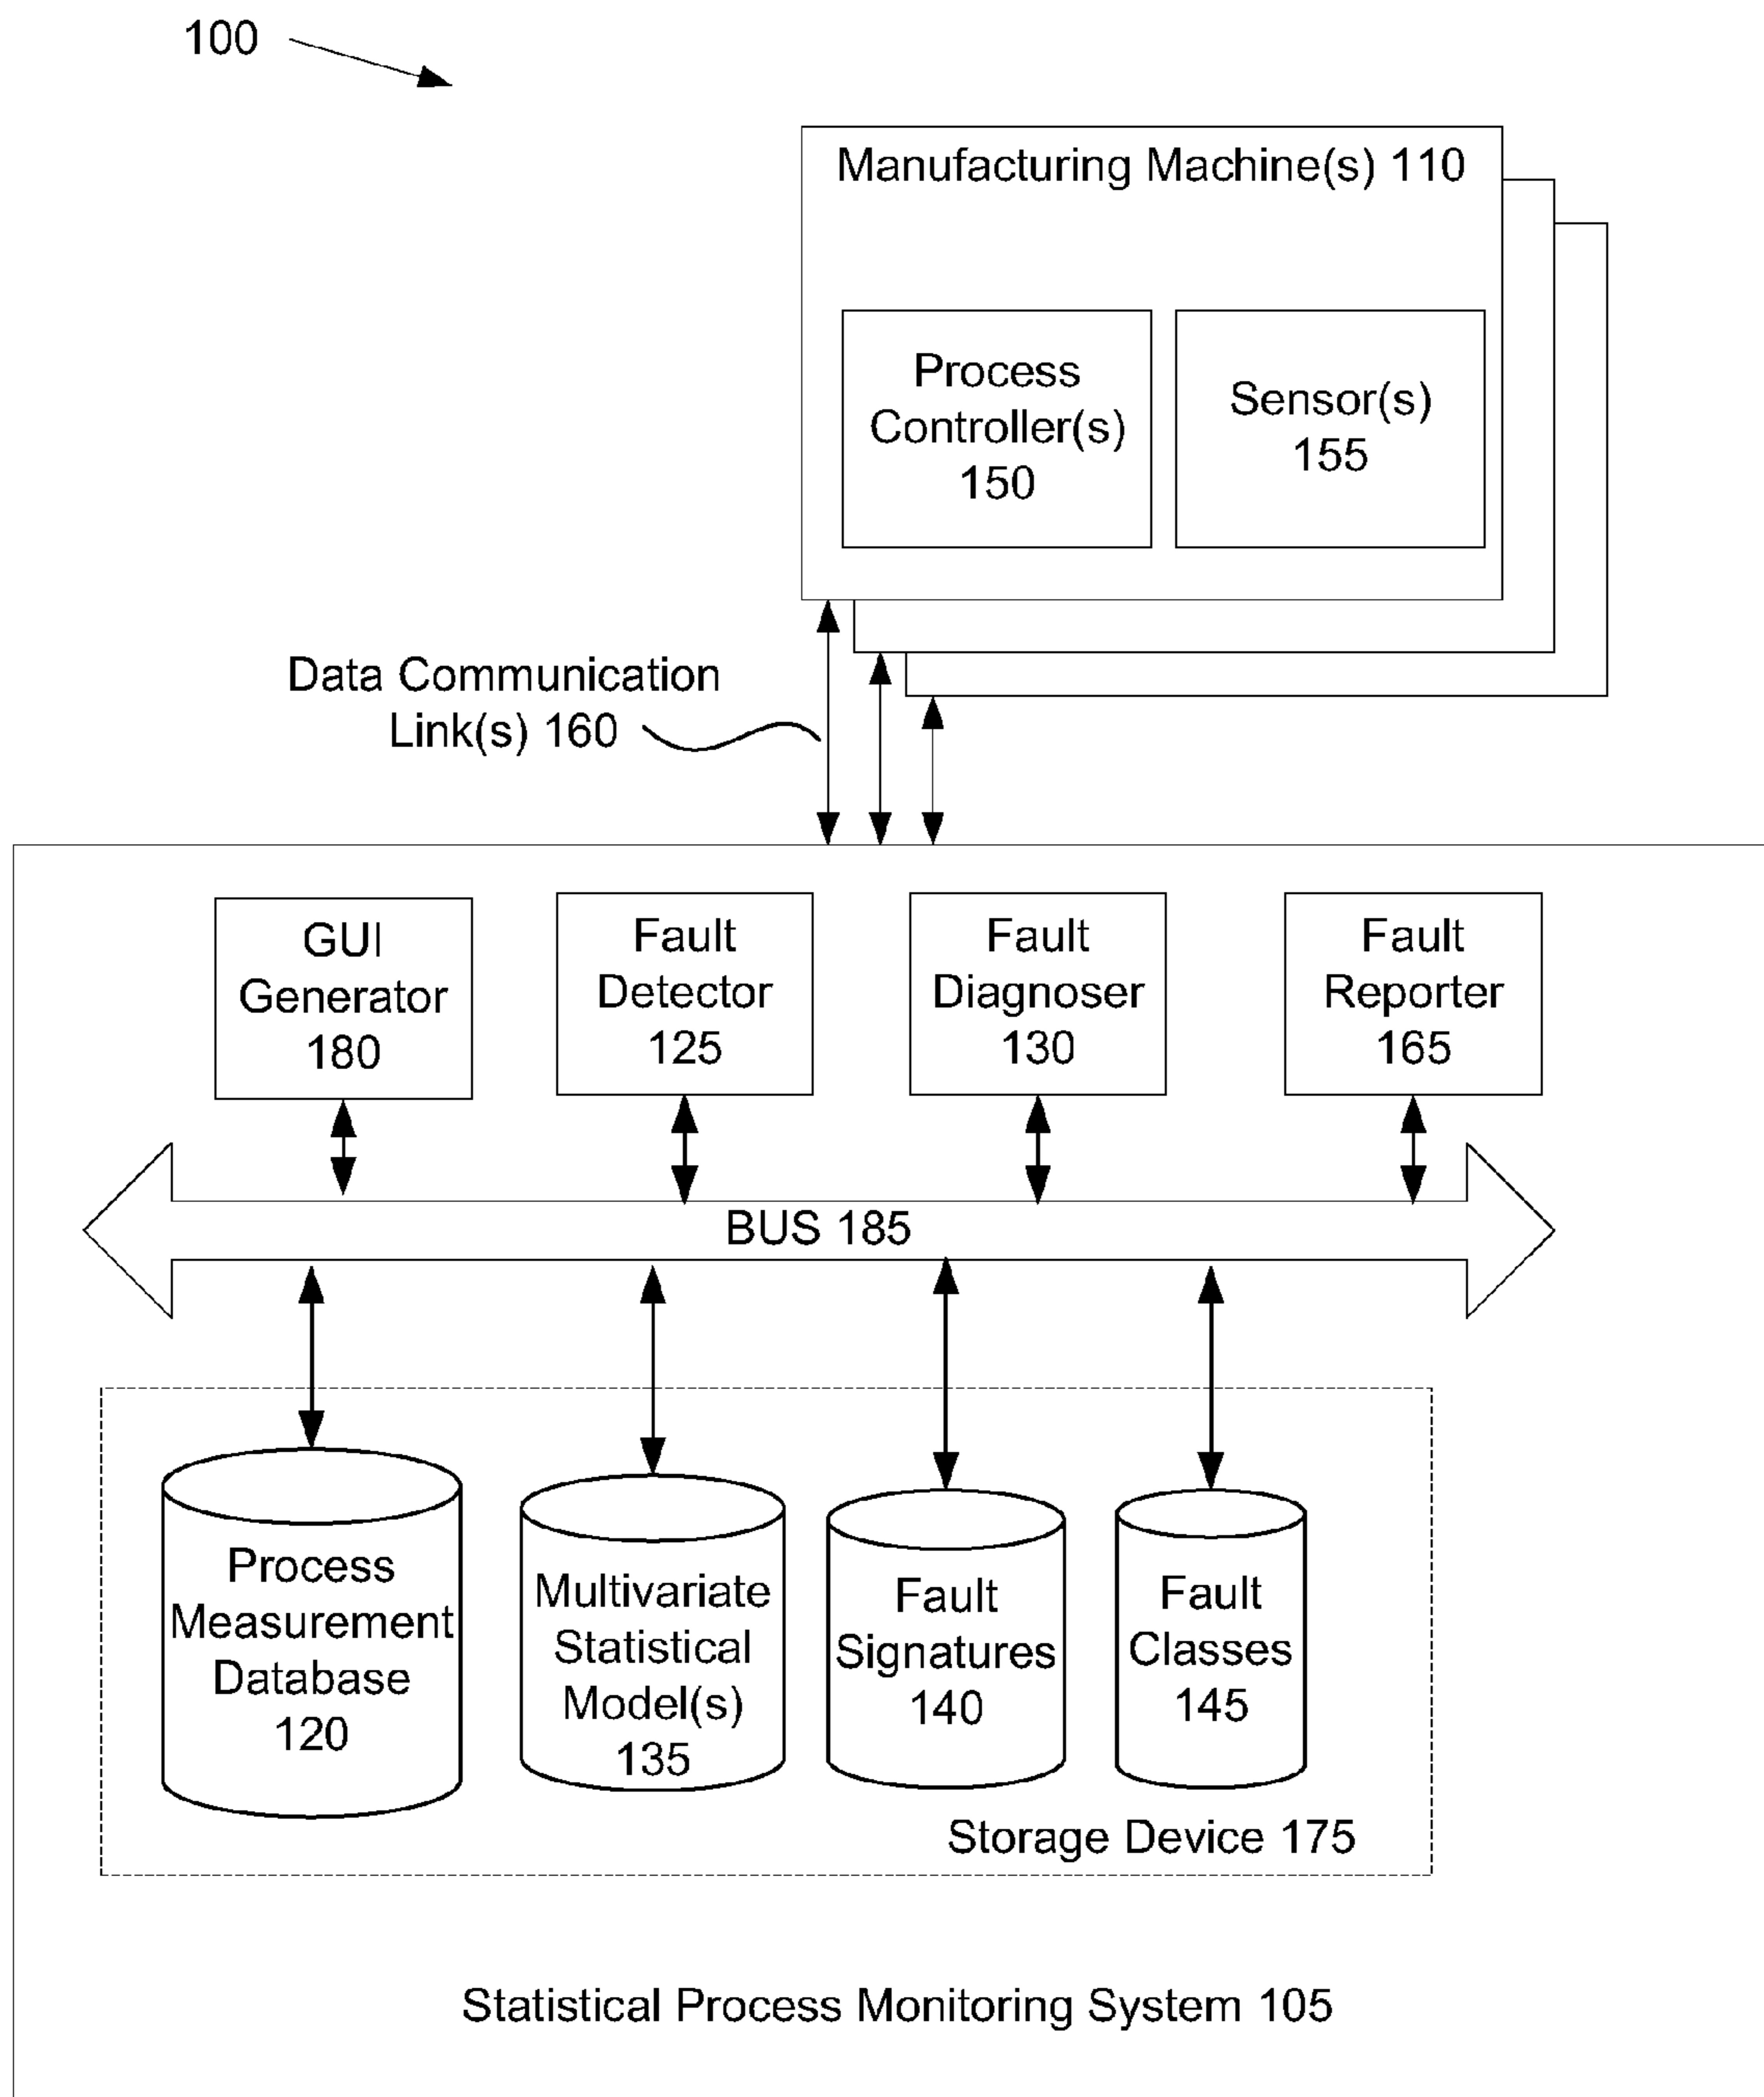 100
Manufacturing Machine(s) 110
Process
Controller(s)
150
Sensor(s)
155
Data Communication
Link(s) 160
GUI
Generator
180
Fault
Detector
125
Fault
Diagnoser
130
Fault
Reporter
165
BUS 185
Process
Measurement
Database
120
Multivariate
Statistical
Model(s)
135
Fault
Signatures
140
Fault
Classes
145
Storage Device 175
Statistical Process Monitoring System 105